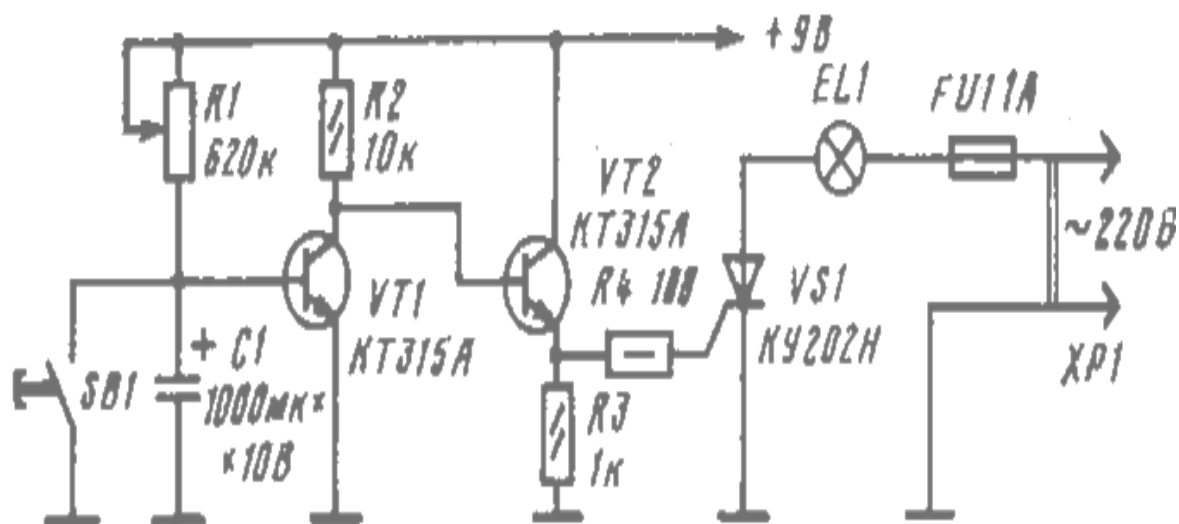 +9В
R1
620к
R2
10к
EL1
FU1 1A
VT2
КТ315А
R4 100
~220В
VT1
КТ315А
VS1
КУ202Н
XP1
SB1
+ C1
1000мк×
×10В
R3
1к